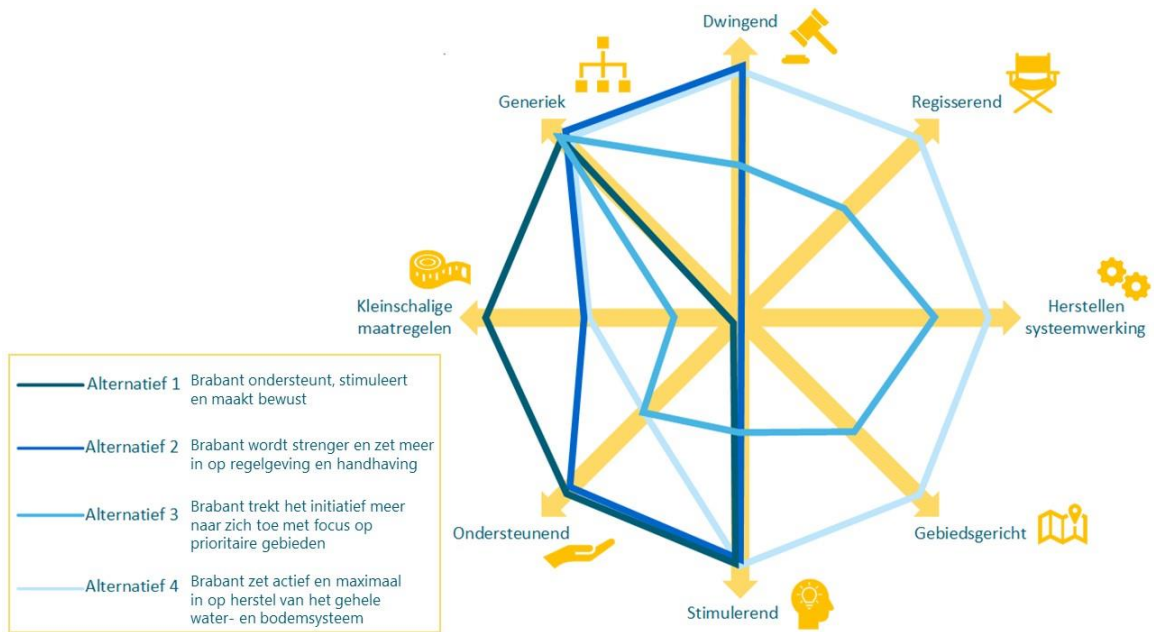 Dwingend
Generiek
Regisserend
Kleinschalige
maatregelen
Herstellen
systeemwerking
Ondersteunend
Gebiedsgericht
Stimulerend
Alternatief 1 Brabant ondersteunt, stimuleert
en maakt bewust
Alternatief 2 Brabant wordt strenger en zet meer
in op regelgeving en handhaving
Alternatief 3 Brabant trekt het initiatief meer
naar zich toe met focus op
prioritaire gebieden
Alternatief 4 Brabant zet actief en maximaal
in op herstel van het gehele
water- en bodemsysteem